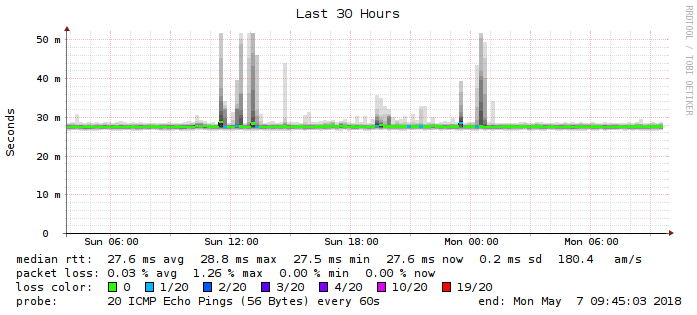 Last 30 Hours
RRDTOOL / TOBI OETIKER
Seconds
50 m
40 m
30 m
20 m
10 m
0
Sun 06:00 Sun 12:00 Sun 18:00 Mon 00:00 Mon 06:00
median rtt: 27.6 ms avg 28.8 ms max 27.5 ms min 27.6 ms now 0.2 ms sd 180.4 am/s
packet loss: 0.03 % avg 1.26 % max 0.00 % min 0.00 % now
loss color: 0 1/20 2/20 3/20 4/20 10/20 19/20
probe: 20 ICMP Echo Pings (56 Bytes) every 60s end: Mon May 7 09:45:03 2018